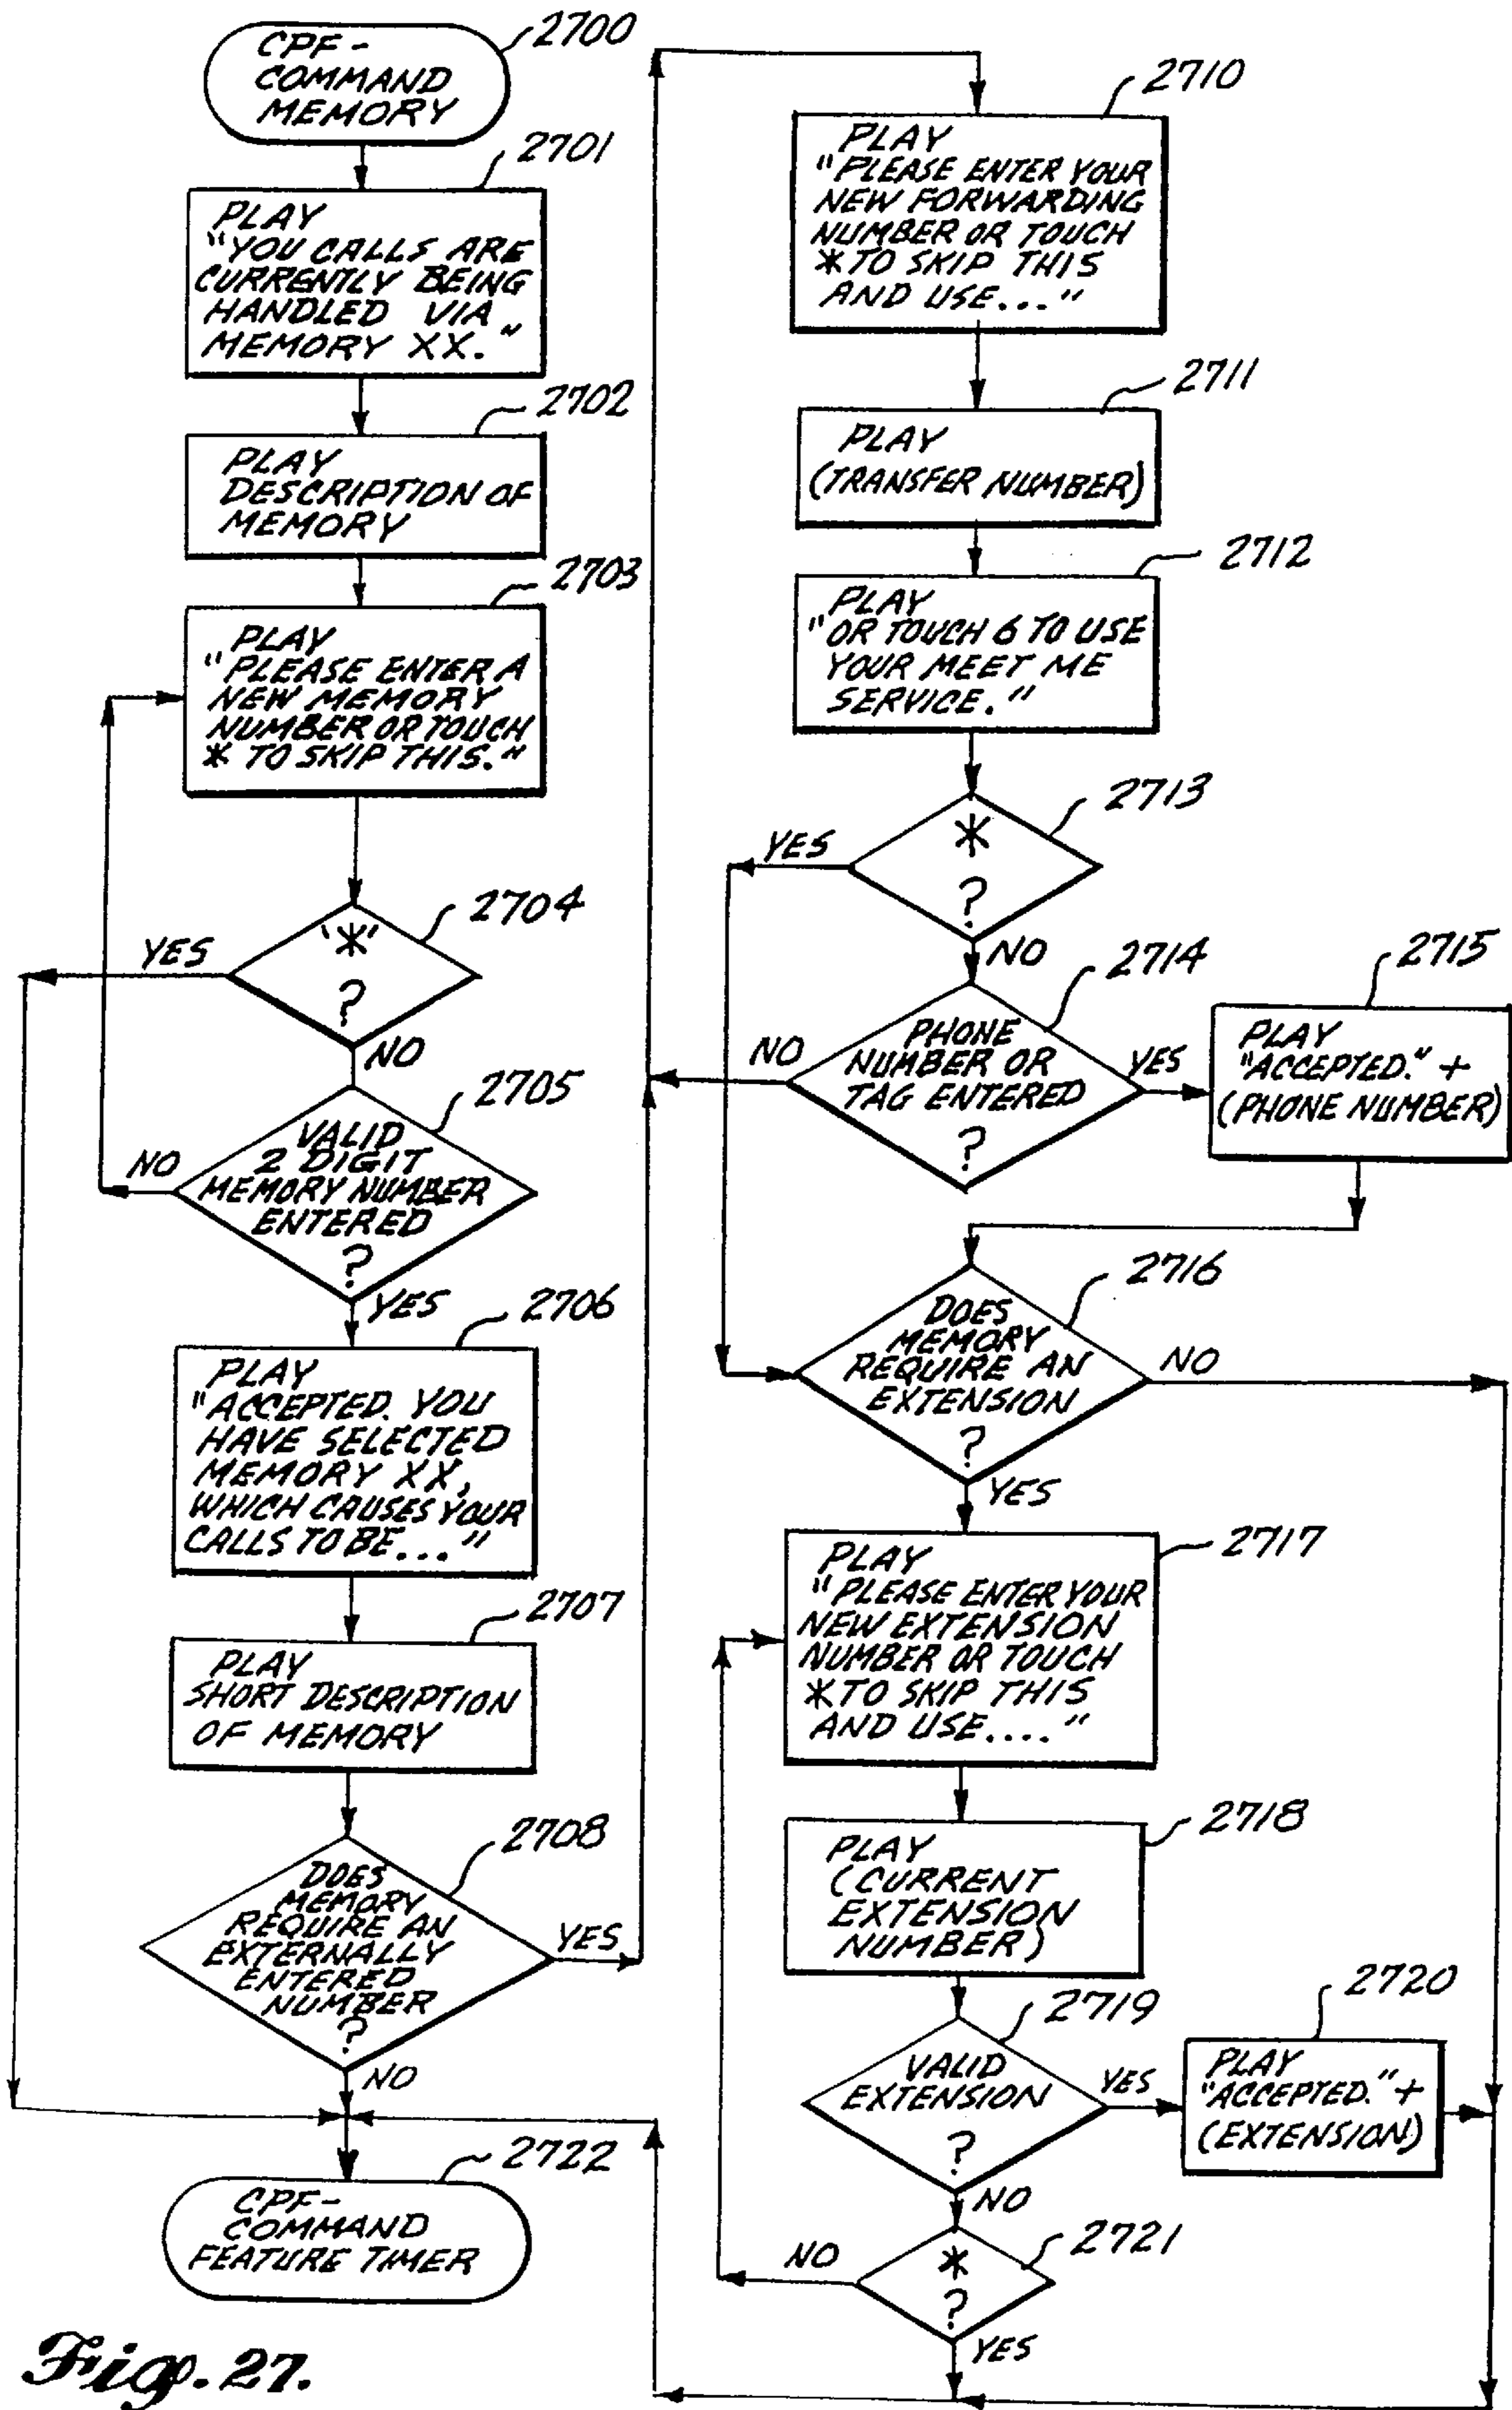 2700
CPF-
COMMAND
MEMORY
2701
PLAY
"YOU CALLS ARE
CURRENTLY BEING
HANDLED VIA
MEMORY XX."
2702
PLAY
DESCRIPTION OF
MEMORY
2703
PLAY
"PLEASE ENTER A
NEW MEMORY
NUMBER OR TOUCH
* TO SKIP THIS."
2704
'*'
?
YES
NO
2705
VALID
2 DIGIT
MEMORY NUMBER
ENTERED
?
NO
YES
2706
PLAY
"ACCEPTED. YOU
HAVE SELECTED
MEMORY XX,
WHICH CAUSES YOUR
CALLS TO BE..."
2707
PLAY
SHORT DESCRIPTION
OF MEMORY
2708
DOES
MEMORY
REQUIRE AN
EXTERNALLY
ENTERED
NUMBER
?
YES
NO
2722
CPF-
COMMAND
FEATURE TIMER
2710
PLAY
"PLEASE ENTER YOUR
NEW FORWARDING
NUMBER OR TOUCH
* TO SKIP THIS
AND USE..."
2711
PLAY
(TRANSFER NUMBER)
2712
PLAY
"OR TOUCH 6 TO USE
YOUR MEET ME
SERVICE."
2713
*
?
YES
NO
2714
PHONE
NUMBER OR
TAG ENTERED
?
NO
YES
2715
PLAY
"ACCEPTED." +
(PHONE NUMBER)
2716
DOES
MEMORY
REQUIRE AN
EXTENSION
?
NO
YES
2717
PLAY
"PLEASE ENTER YOUR
NEW EXTENSION
NUMBER OR TOUCH
* TO SKIP THIS
AND USE...."
2718
PLAY
(CURRENT
EXTENSION
NUMBER)
2719
VALID
EXTENSION
?
YES
NO
2720
PLAY
"ACCEPTED." +
(EXTENSION)
2721
*
?
NO
YES
Fig. 27.